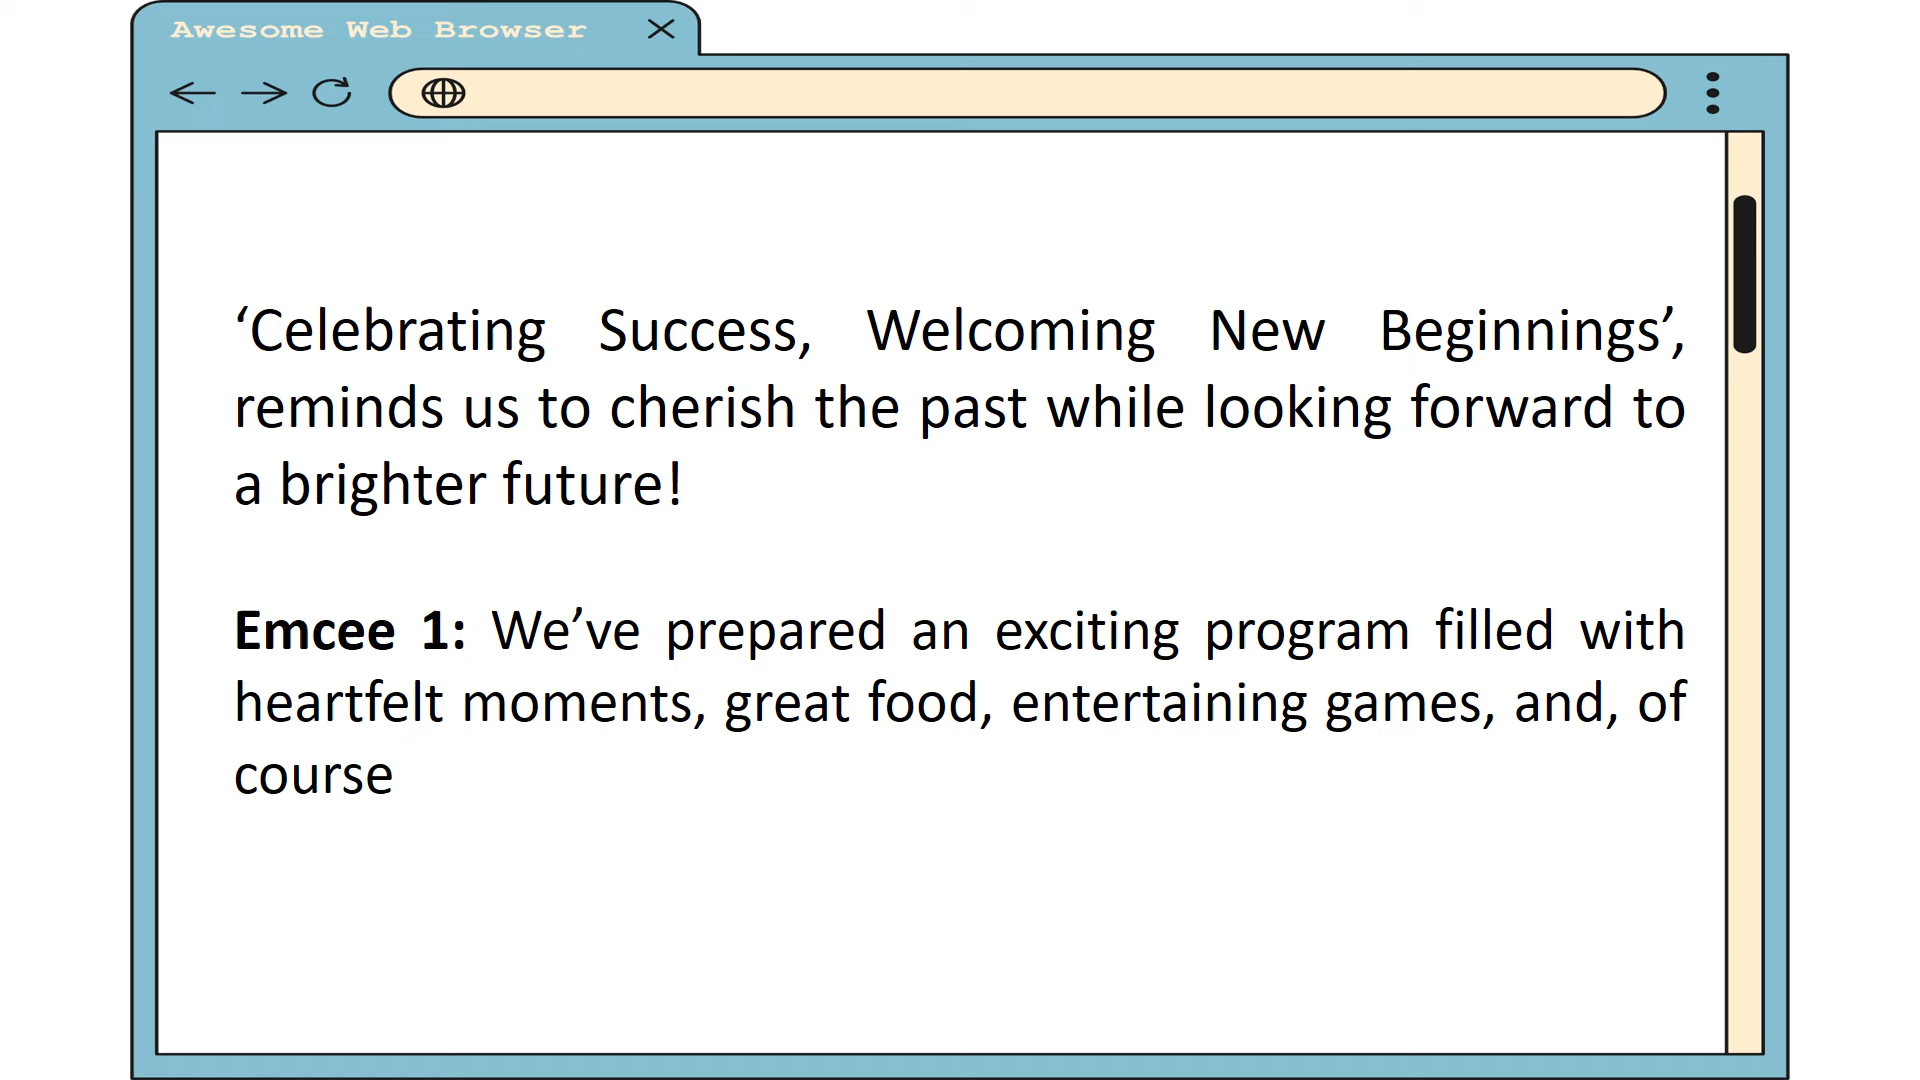 Awesome Web Browser
‘Celebrating Success, Welcoming New Beginnings’,
reminds us to cherish the past while looking forward to
a brighter future!
Emcee 1: We’ve prepared an exciting program filled with
heartfelt moments, great food, entertaining games, and, of
course